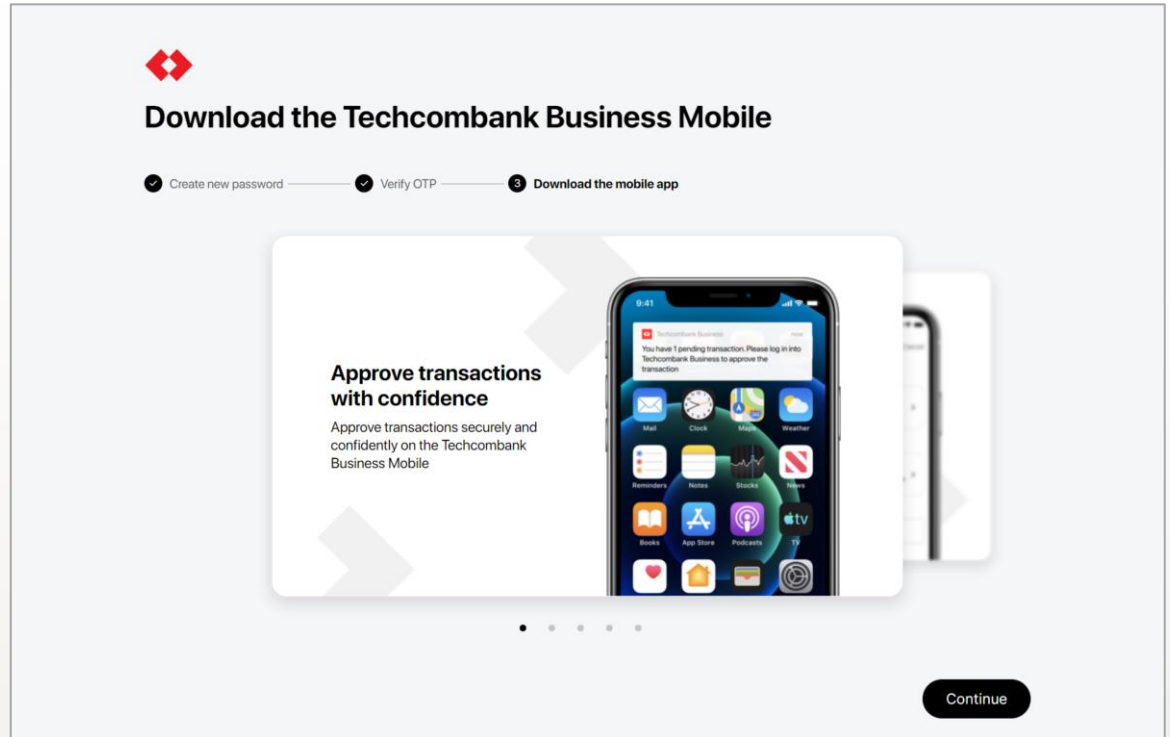 Download the Techcombank Business Mobile
Create new password
Verify OTP
3
Download the mobile app
Approve transactions
with confidence
Approve transactions securely and
confidently on the Techcombank
Business Mobile
9:41
Techcombank Business
now
You have 1 pending transaction. Please log in into
Techcombank Business to approve the
transaction
Mail
Clock
Maps
Weather
Reminders
Notes
Stocks
News
Books
App Store
Podcasts
TV
tv
Continue